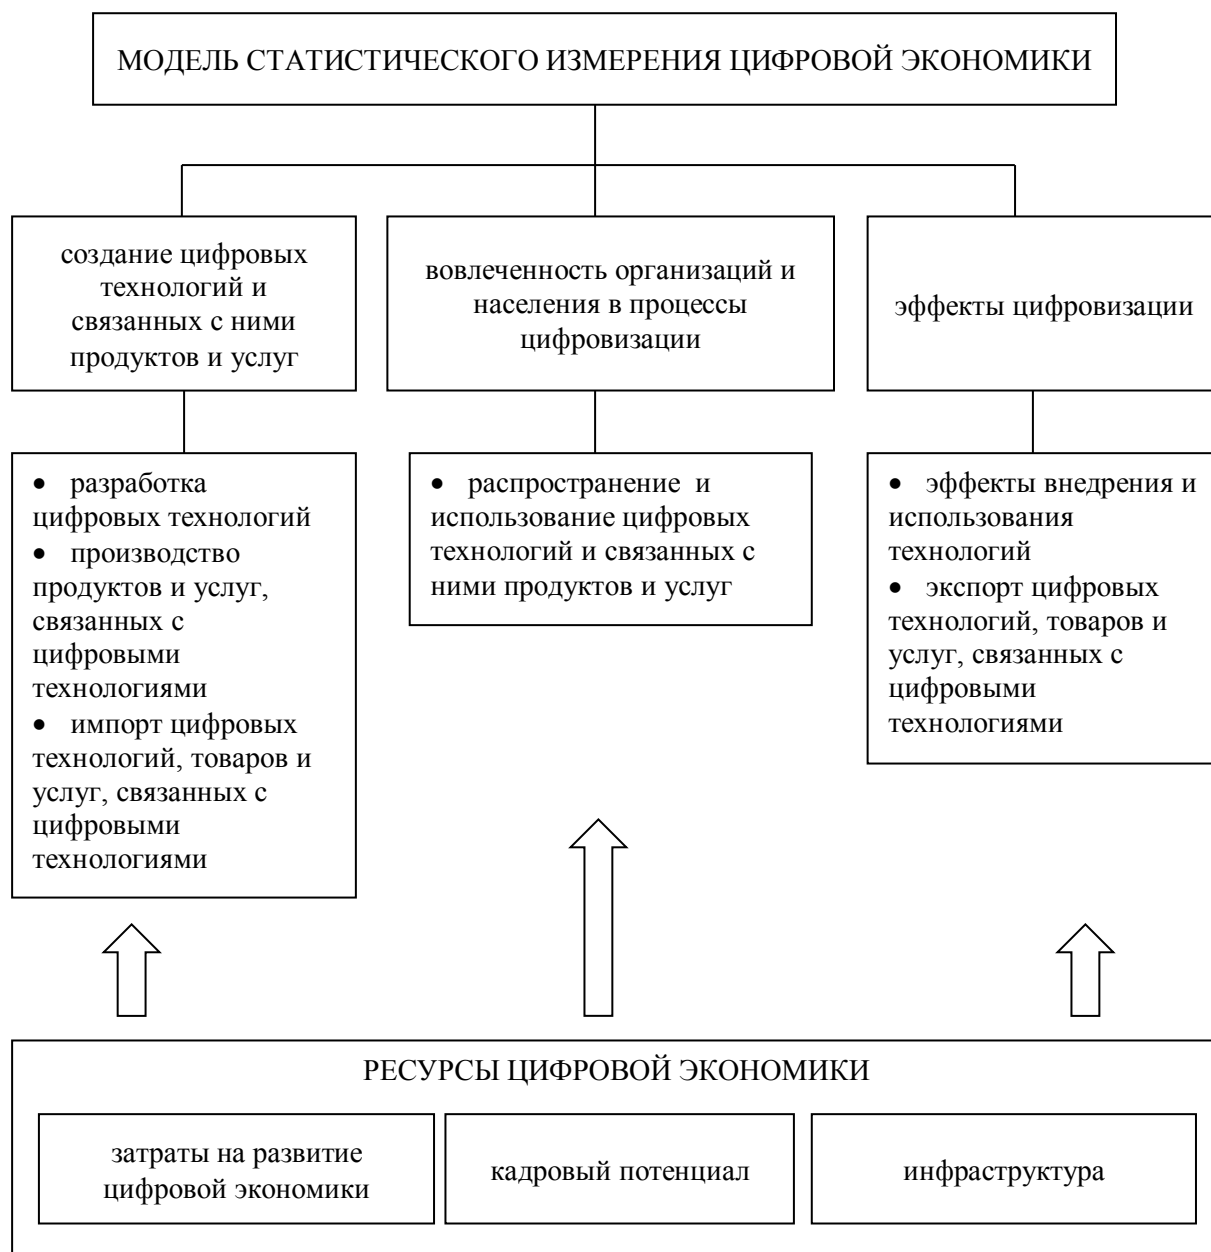 МОДЕЛЬ СТАТИСТИЧЕСКОГО ИЗМЕРЕНИЯ ЦИФРОВОЙ ЭКОНОМИКИ
создание цифровых
технологий и
связанных с ними
продуктов и услуг
вовлеченность организаций и
населения в процессы
цифровизации
эффекты цифровизации
• разработка
цифровых технологий
• производство
продуктов и услуг,
связанных с
цифровыми
технологиями
• импорт цифровых
технологий, товаров и
услуг, связанных с
цифровыми
технологиями
• распространение и
использование цифровых
технологий и связанных с
ними продуктов и услуг
• эффекты внедрения и
использования
технологий
• экспорт цифровых
технологий, товаров и
услуг, связанных с
цифровыми
технологиями
РЕСУРСЫ ЦИФРОВОЙ ЭКОНОМИКИ
затраты на развитие
цифровой экономики
кадровый потенциал
инфраструктура